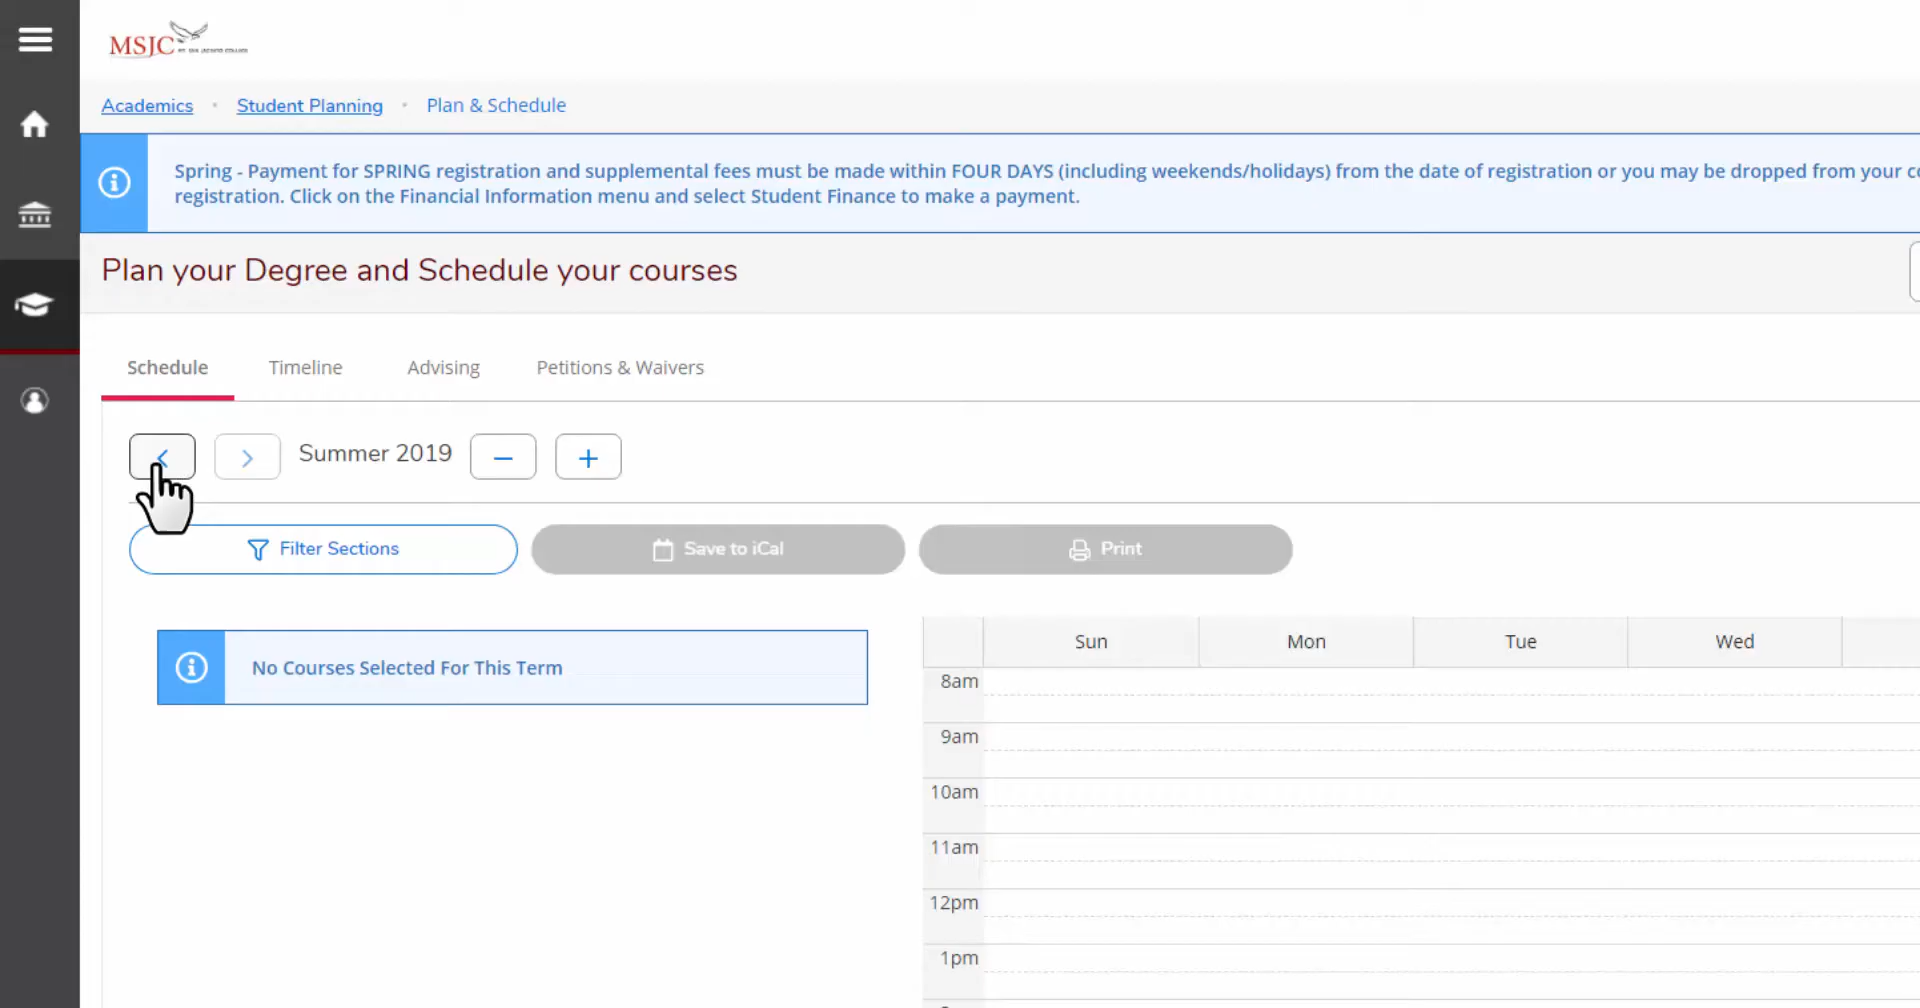 MSJC
Academics • Student Planning • Plan & Schedule
Spring - Payment for SPRING registration and supplemental fees must be made within FOUR DAYS (including weekends/holidays) from the date of registration or you may be dropped from your
registration. Click on the Financial Information menu and select Student Finance to make a payment.
Plan your Degree and Schedule your courses
Schedule Timeline Advising Petitions & Waivers
Summer 2019
Filter Sections Save to iCal Print
No Courses Selected For This Term
Sun Mon Tue Wed
8am
9am
10am
11am
12pm
1pm